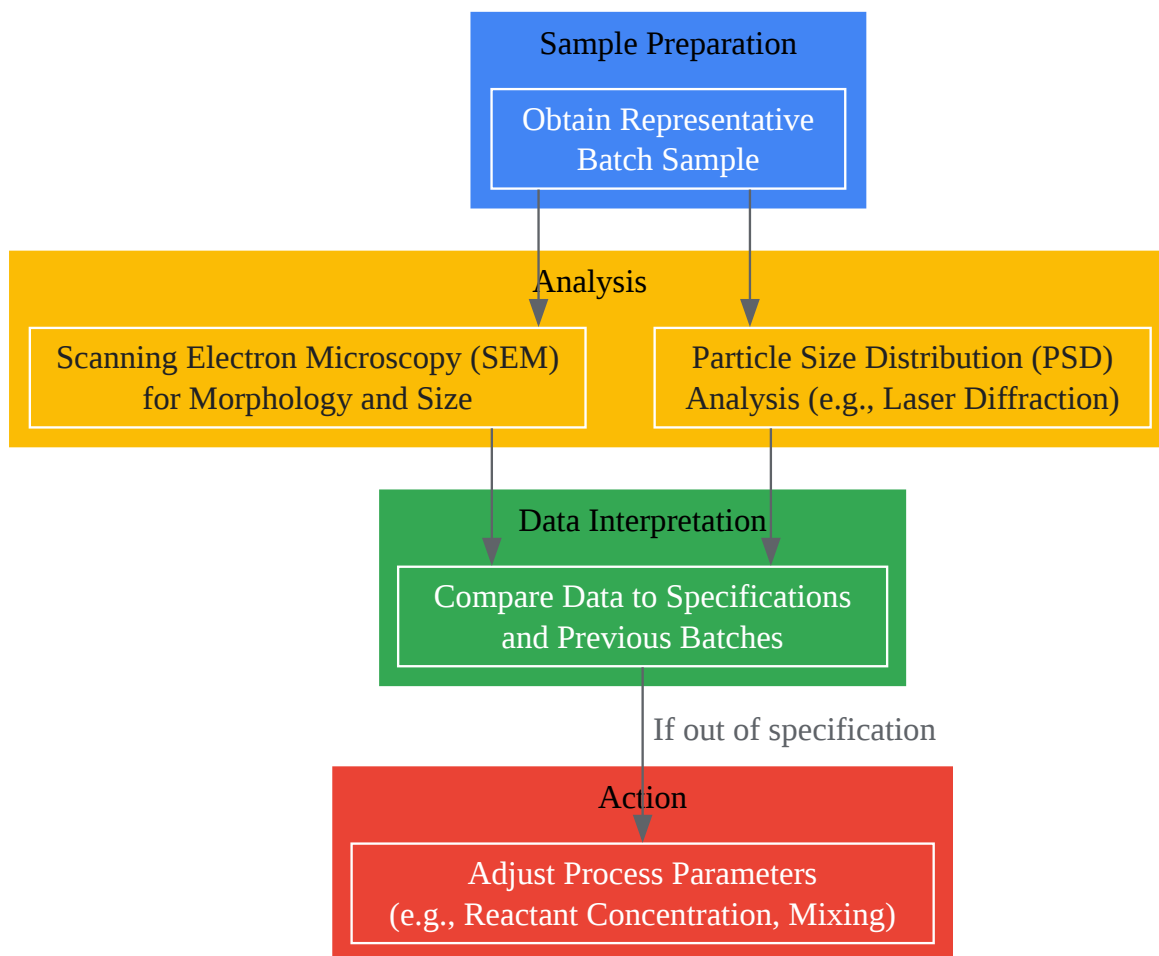 Sample Preparation
Obtain Representative
Batch Sample
Analysis
Scanning Electron Microscopy (SEM)
for Morphology and Size
Particle Size Distribution (PSD)
Analysis (e.g., Laser Diffraction)
Data Interpretation
Compare Data to Specifications
and Previous Batches
If out of specification
Action
Adjust Process Parameters
(e.g., Reactant Concentration, Mixing)